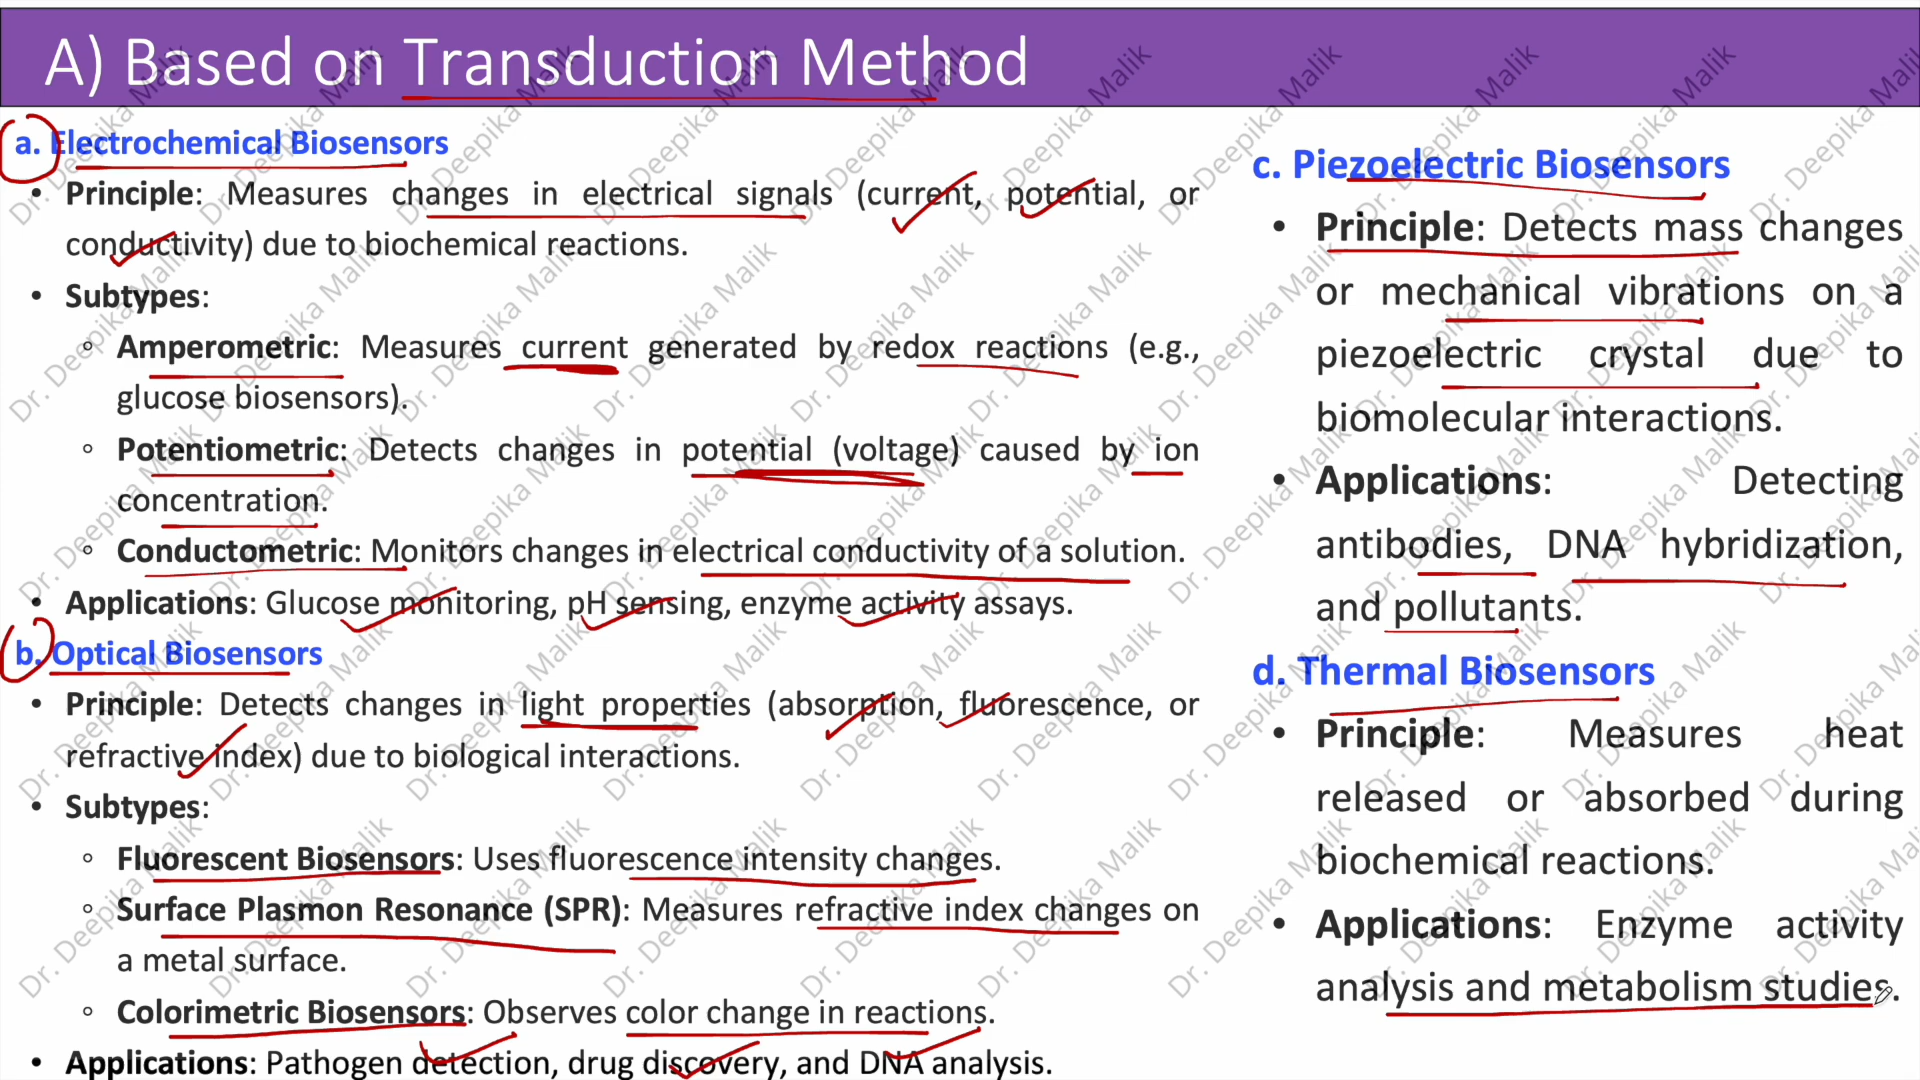 A) Based on Transduction Method
a. Electrochemical Biosensors
• Principle: Measures changes in electrical signals (current, potential, or
conductivity) due to biochemical reactions.
• Subtypes:
◦ Amperometric: Measures current generated by redox reactions (e.g.,
glucose biosensors).
◦ Potentiometric: Detects changes in potential (voltage) caused by ion
concentration.
◦ Conductometric: Monitors changes in electrical conductivity of a solution.
• Applications: Glucose monitoring, pH sensing, enzyme activity assays.
b. Optical Biosensors
• Principle: Detects changes in light properties (absorption, fluorescence, or
refractive index) due to biological interactions.
• Subtypes:
◦ Fluorescent Biosensors: Uses fluorescence intensity changes.
◦ Surface Plasmon Resonance (SPR): Measures refractive index changes on
a metal surface.
◦ Colorimetric Biosensors: Observes color change in reactions.
• Applications: Pathogen detection, drug discovery, and DNA analysis.
c. Piezoelectric Biosensors
• Principle: Detects mass changes
or mechanical vibrations on a
piezoelectric crystal due to
biomolecular interactions.
• Applications: Detecting
antibodies, DNA hybridization,
and pollutants.
d. Thermal Biosensors
• Principle: Measures heat
released or absorbed during
biochemical reactions.
• Applications: Enzyme activity
analysis and metabolism studies.
Dr. Deepika Malik